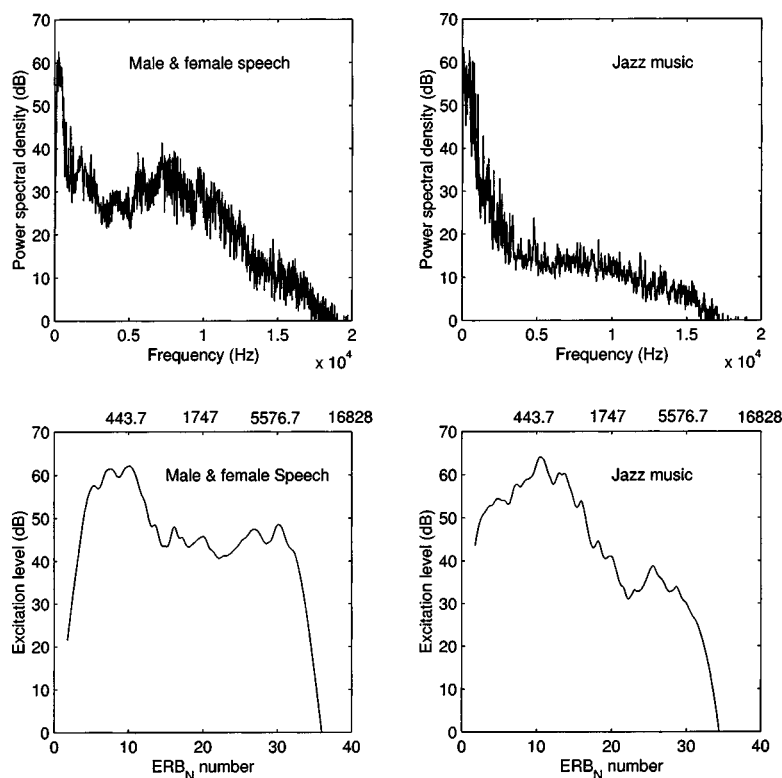 70
60
50
40
30
20
10
0
Power spectral density (dB)
Male & female speech
0 0.5 1 1.5 2
Frequency (Hz)
x 10^4
70
60
50
40
30
20
10
0
Power spectral density (dB)
Jazz music
0 0.5 1 1.5 2
Frequency (Hz)
x 10^4
443.7 1747 5576.7 16828
70
60
50
40
30
20
10
0
Excitation level (dB)
Male & female Speech
0 10 20 30 40
ERB_N number
443.7 1747 5576.7 16828
70
60
50
40
30
20
10
0
Excitation level (dB)
Jazz music
0 10 20 30 40
ERB_N number